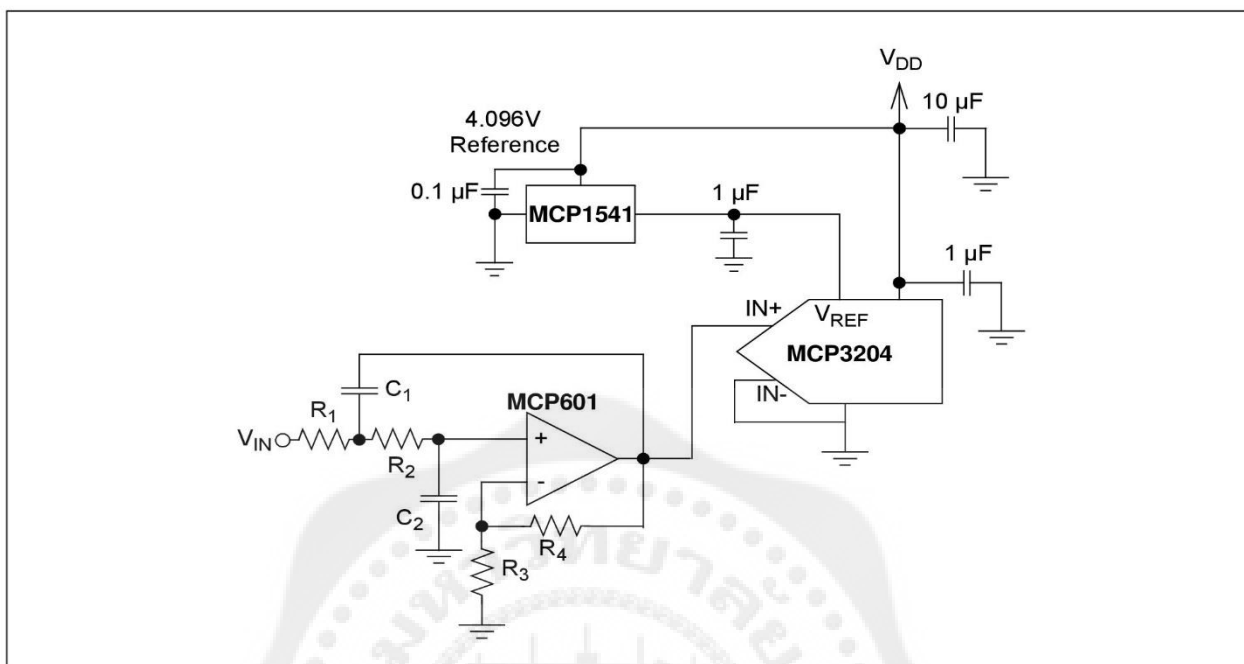 V_DD
10 µF
4.096V
Reference
0.1 µF
MCP1541
1 µF
1 µF
IN+
V_REF
MCP3204
IN-
C_1
MCP601
R_1
V_IN
R_2
+
-
C_2
R_4
R_3